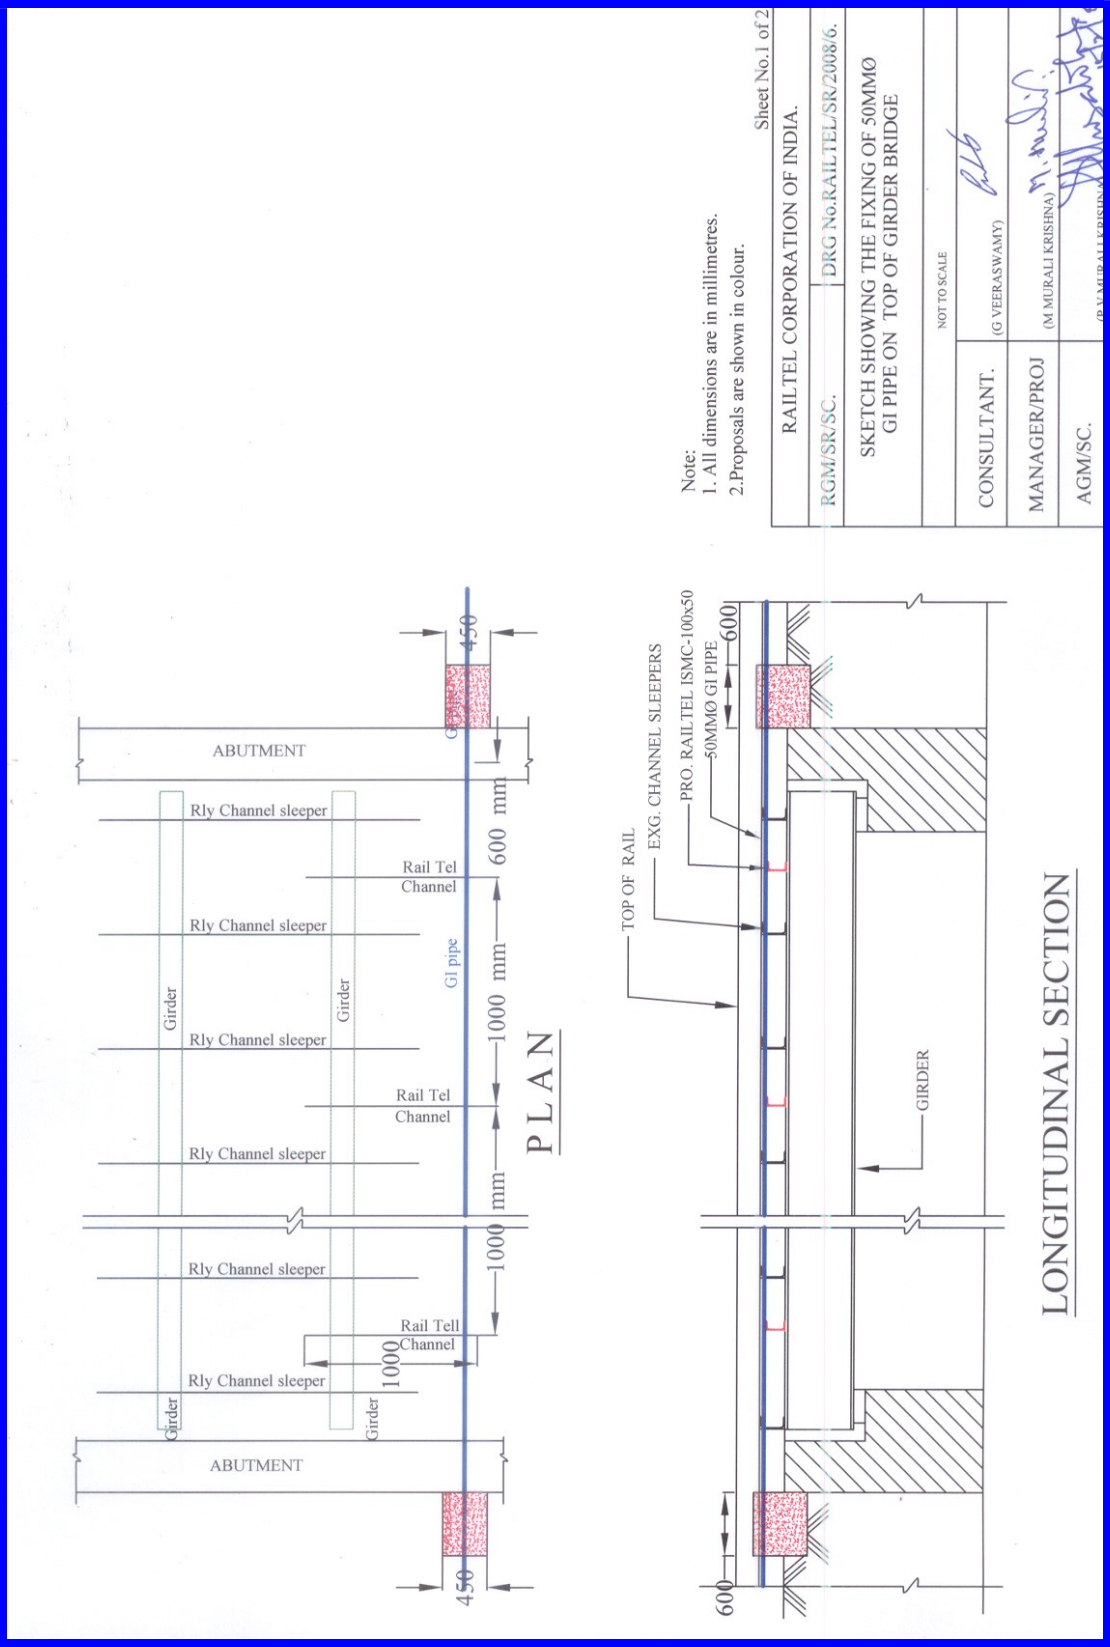 Sheet No.1 of 2
Note:
1. All dimensions are in millimetres.
2.Proposals are shown in colour.
RAILTEL CORPORATION OF INDIA.
RGM/SR/SC.
DRG No.RAILTEL/SR/2008/6.
SKETCH SHOWING THE FIXING OF 50MMØ
GI PIPE ON TOP OF GIRDER BRIDGE
NOT TO SCALE
CONSULTANT.
(G VEERASWAMY)
MANAGER/PROJ
(M MURALI KRISHNA)
AGM/SC.
(P.V MURALI KRISHNA
450
GI pipe
ABUTMENT
Rly Channel sleeper
600 mm
Rail Tel
Channel
Rly Channel sleeper
GI pipe
Girder
Girder
1000 mm
Rly Channel sleeper
Rail Tel
Channel
Rly Channel sleeper
1000 mm
Rly Channel sleeper
Rail Tell
Channel
1000
Rly Channel sleeper
Girder
Girder
ABUTMENT
450
PLAN
TOP OF RAIL
EXG. CHANNEL SLEEPERS
PRO. RAILTEL ISMC-100x50
50MMØ GI PIPE
600
GIRDER
600
LONGITUDINAL SECTION